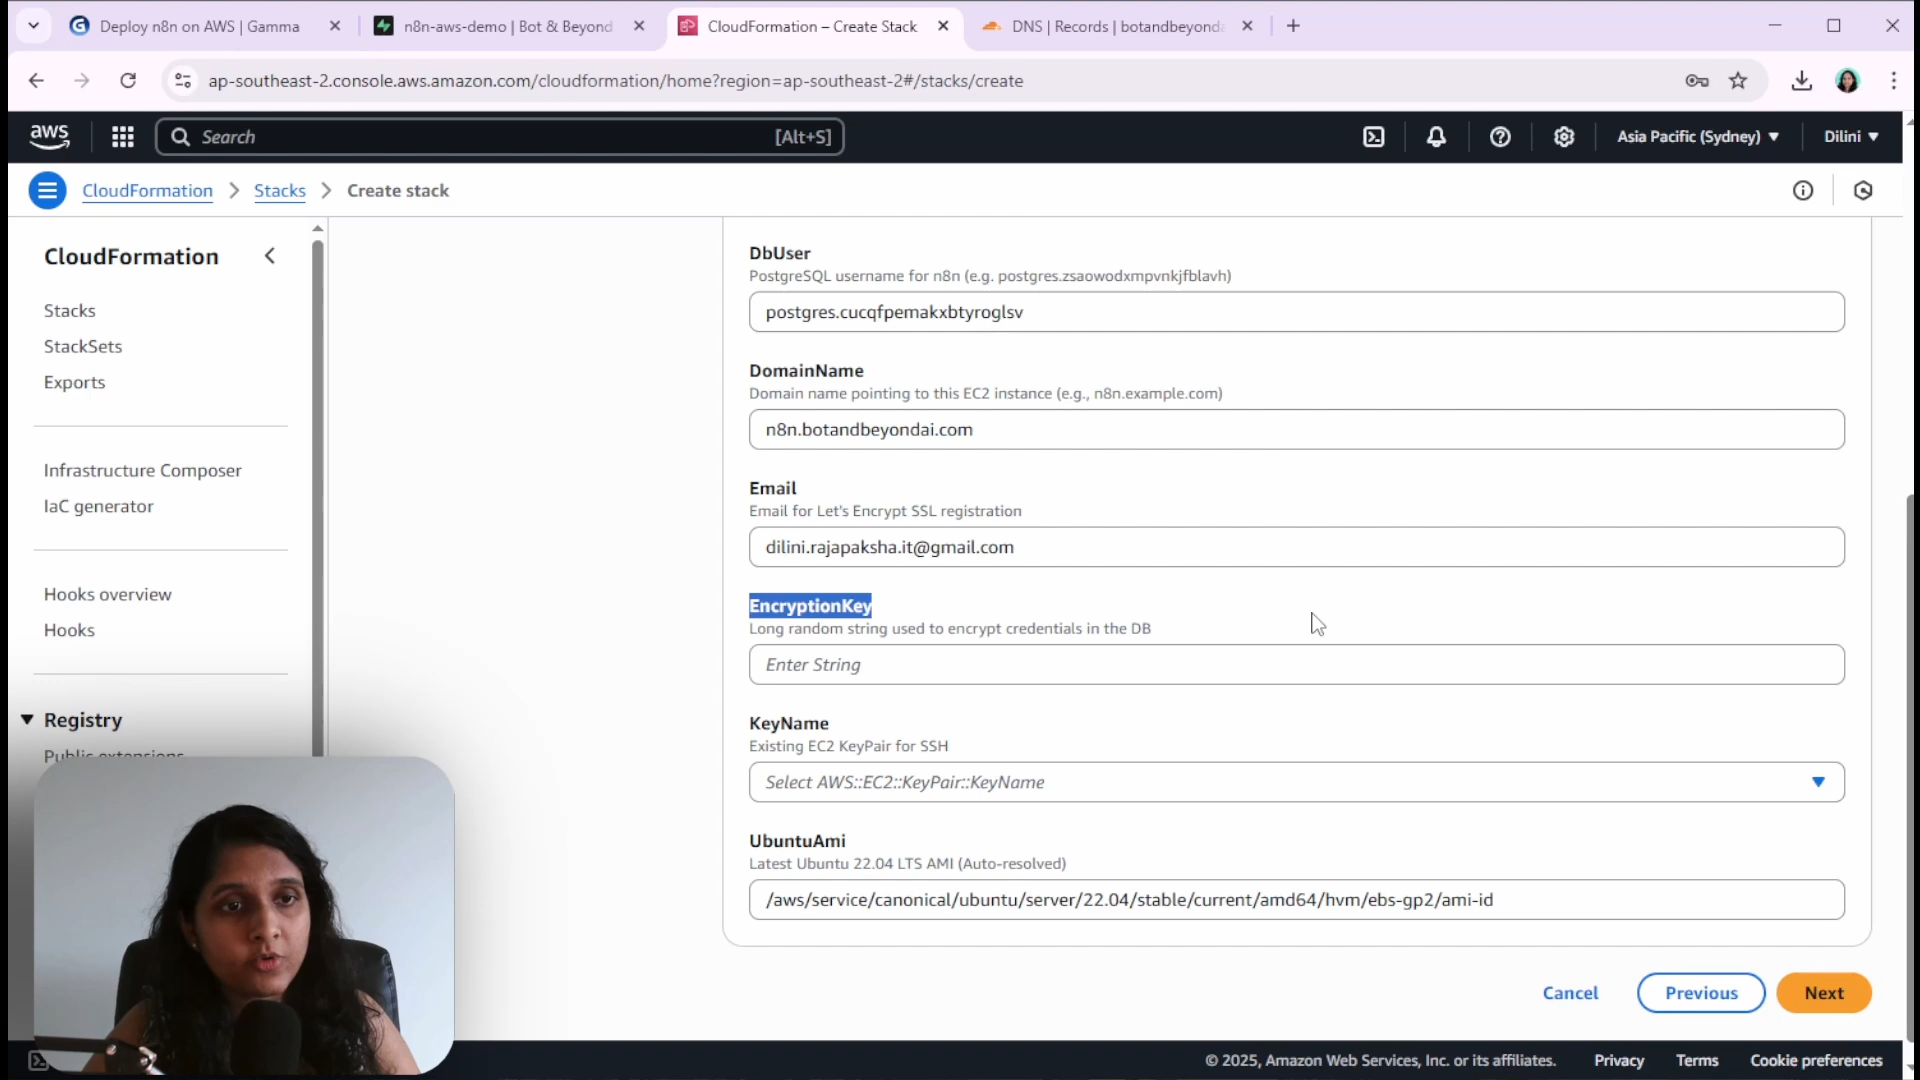 Deploy n8n on AWS | Gamma
n8n-aws-demo | Bot & Beyond
CloudFormation – Create Stack
DNS | Records | botandbeyond
ap-southeast-2.console.aws.amazon.com/cloudformation/home?region=ap-southeast-2#/stacks/create
aws
Search
[Alt+S]
Asia Pacific (Sydney)
Dilini
CloudFormation
Stacks
Create stack
CloudFormation
Stacks
StackSets
Exports
Infrastructure Composer
IaC generator
Hooks overview
Hooks
Registry
Public extensions
DbUser
PostgreSQL username for n8n (e.g. postgres.zsaowodxmpvnkjfblavh)
postgres.cucqfpemakxbtyroglsv
DomainName
Domain name pointing to this EC2 instance (e.g., n8n.example.com)
n8n.botandbeyondai.com
Email
Email for Let's Encrypt SSL registration
dilini.rajapaksha.it@gmail.com
EncryptionKey
Long random string used to encrypt credentials in the DB
Enter String
KeyName
Existing EC2 KeyPair for SSH
Select AWS::EC2::KeyPair::KeyName
UbuntuAmi
Latest Ubuntu 22.04 LTS AMI (Auto-resolved)
/aws/service/canonical/ubuntu/server/22.04/stable/current/amd64/hvm/ebs-gp2/ami-id
Cancel
Previous
Next
© 2025, Amazon Web Services, Inc. or its affiliates.
Privacy
Terms
Cookie preferences